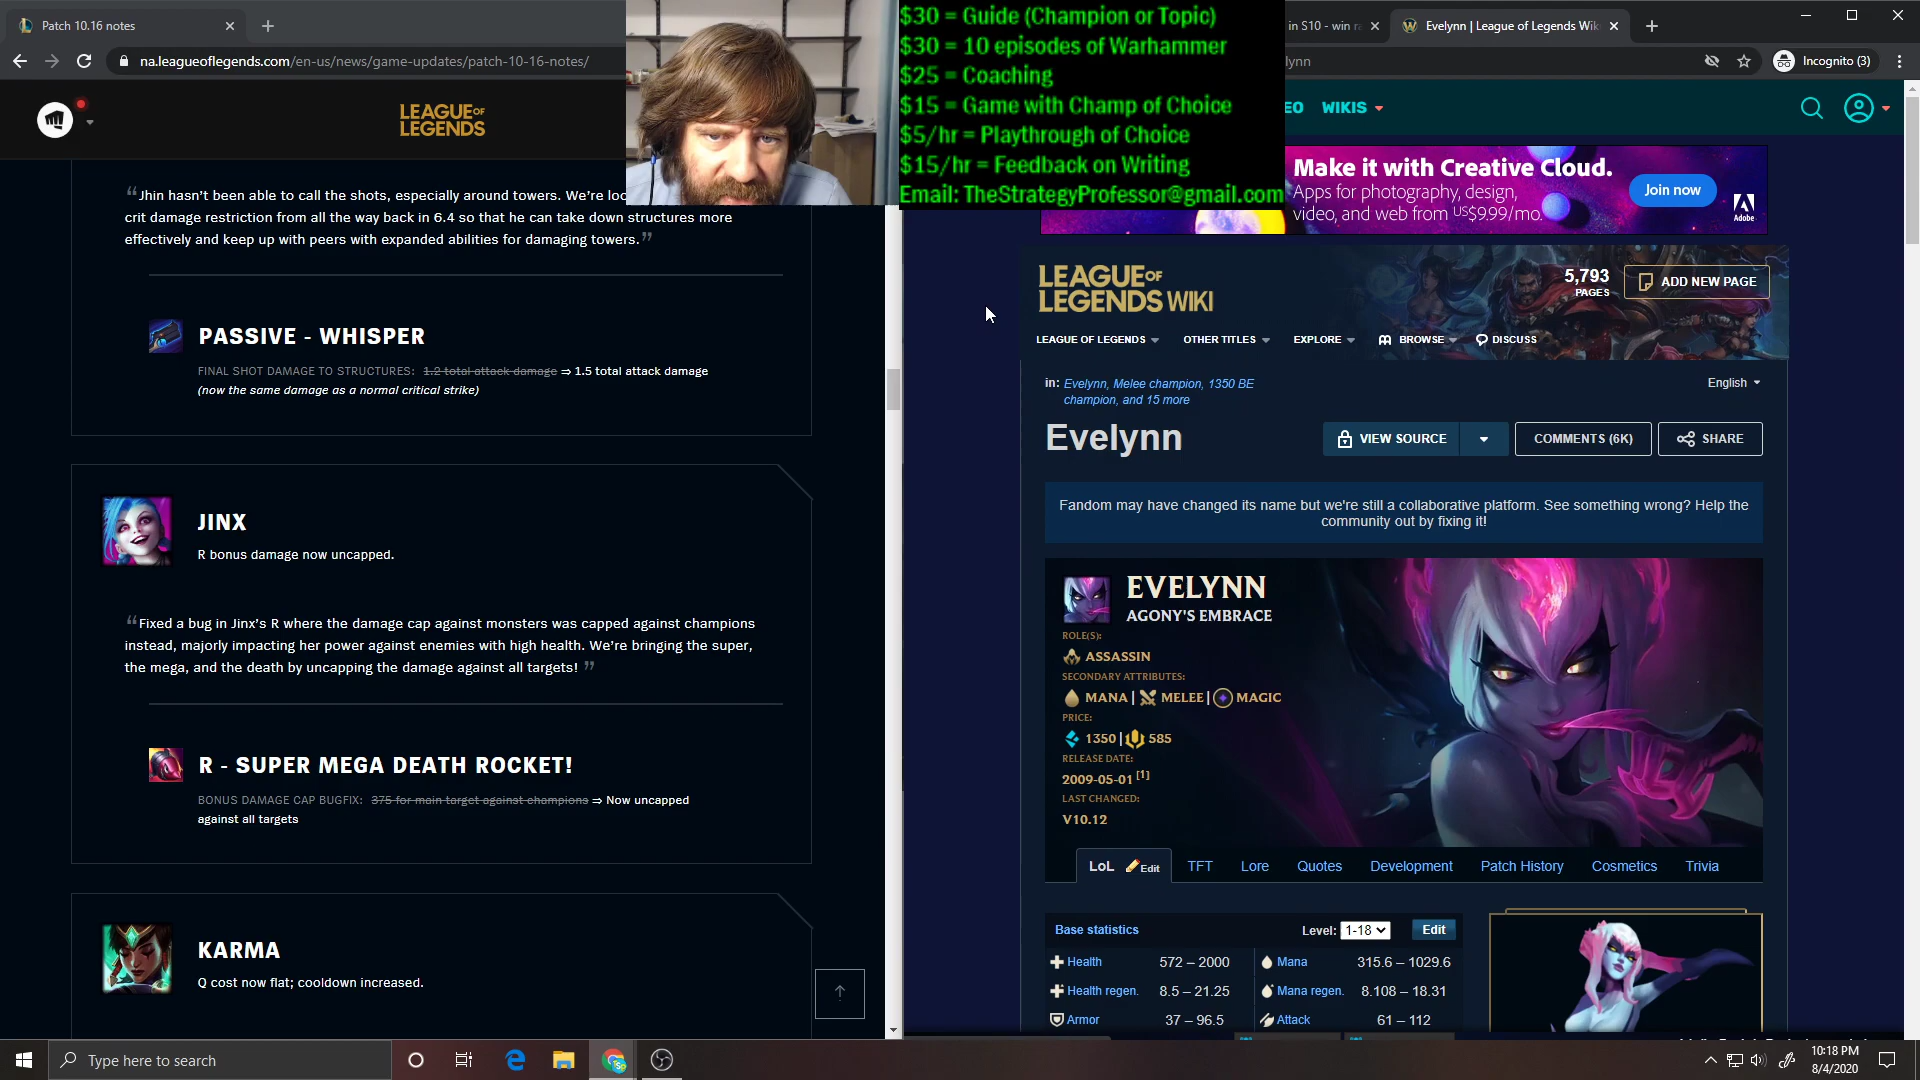 Patch 10.16 notes
na.leagueoflegends.com/en-us/news/game-updates/patch-10-16-notes/
LEAGUE OF
LEGENDS
“Jhin hasn't been able to call the shots, especially around towers. We're
crit damage restriction from all the way back in 6.4 so that he can take down structures more
effectively and keep up with peers with expanded abilities for damaging towers.”
PASSIVE - WHISPER
FINAL SHOT DAMAGE TO STRUCTURES: 1.2 total attack damage ⇒ 1.5 total attack damage
(now the same damage as a normal critical strike)
JINX
R bonus damage now uncapped.
“Fixed a bug in Jinx's R where the damage cap against monsters was capped against champions
instead, majorly impacting her power against enemies with high health. We're bringing the super,
the mega, and the death by uncapping the damage against all targets!”
R - SUPER MEGA DEATH ROCKET!
BONUS DAMAGE CAP BUGFIX: 375 for main target against champions ⇒ Now uncapped
against all targets
KARMA
Q cost now flat; cooldown increased.
$30 = Guide (Champion or Topic)
$30 = 10 episodes of Warhammer
$25 = Coaching
$15 = Game with Champ of Choice
$5/hr = Playthrough of Choice
$15/hr = Feedback on Writing
Email: TheStrategyProfessor@gmail.com
in S10 - win
Evelynn | League of Legends Wik
lynn
Incognito (3)
EO WIKIS
Make it with Creative Cloud.
Apps for photography, design,
video, and web from US$9.99/mo.
Join now
Adobe
LEAGUE OF
LEGENDS WIKI
5,793
PAGES
ADD NEW PAGE
LEAGUE OF LEGENDS OTHER TITLES EXPLORE BROWSE DISCUSS
in: Evelynn, Melee champion, 1350 BE
champion, and 15 more
English
Evelynn
VIEW SOURCE
COMMENTS (6K)
SHARE
Fandom may have changed its name but we're still a collaborative platform. See something wrong? Help the
community out by fixing it!
EVELYNN
AGONY'S EMBRACE
ROLE(S):
ASSASSIN
SECONDARY ATTRIBUTES:
MANA | MELEE | MAGIC
PRICE:
1350 | 585
RELEASE DATE:
2009-05-01 [1]
LAST CHANGED:
V10.12
LoL Edit TFT Lore Quotes Development Patch History Cosmetics Trivia
Base statistics Level: 1-18 Edit
Health 572 – 2000 Mana 315.6 – 1029.6
Health regen. 8.5 – 21.25 Mana regen. 8.108 – 18.31
Armor 37 – 96.5 Attack 61 – 112
Type here to search
10:18 PM
8/4/2020